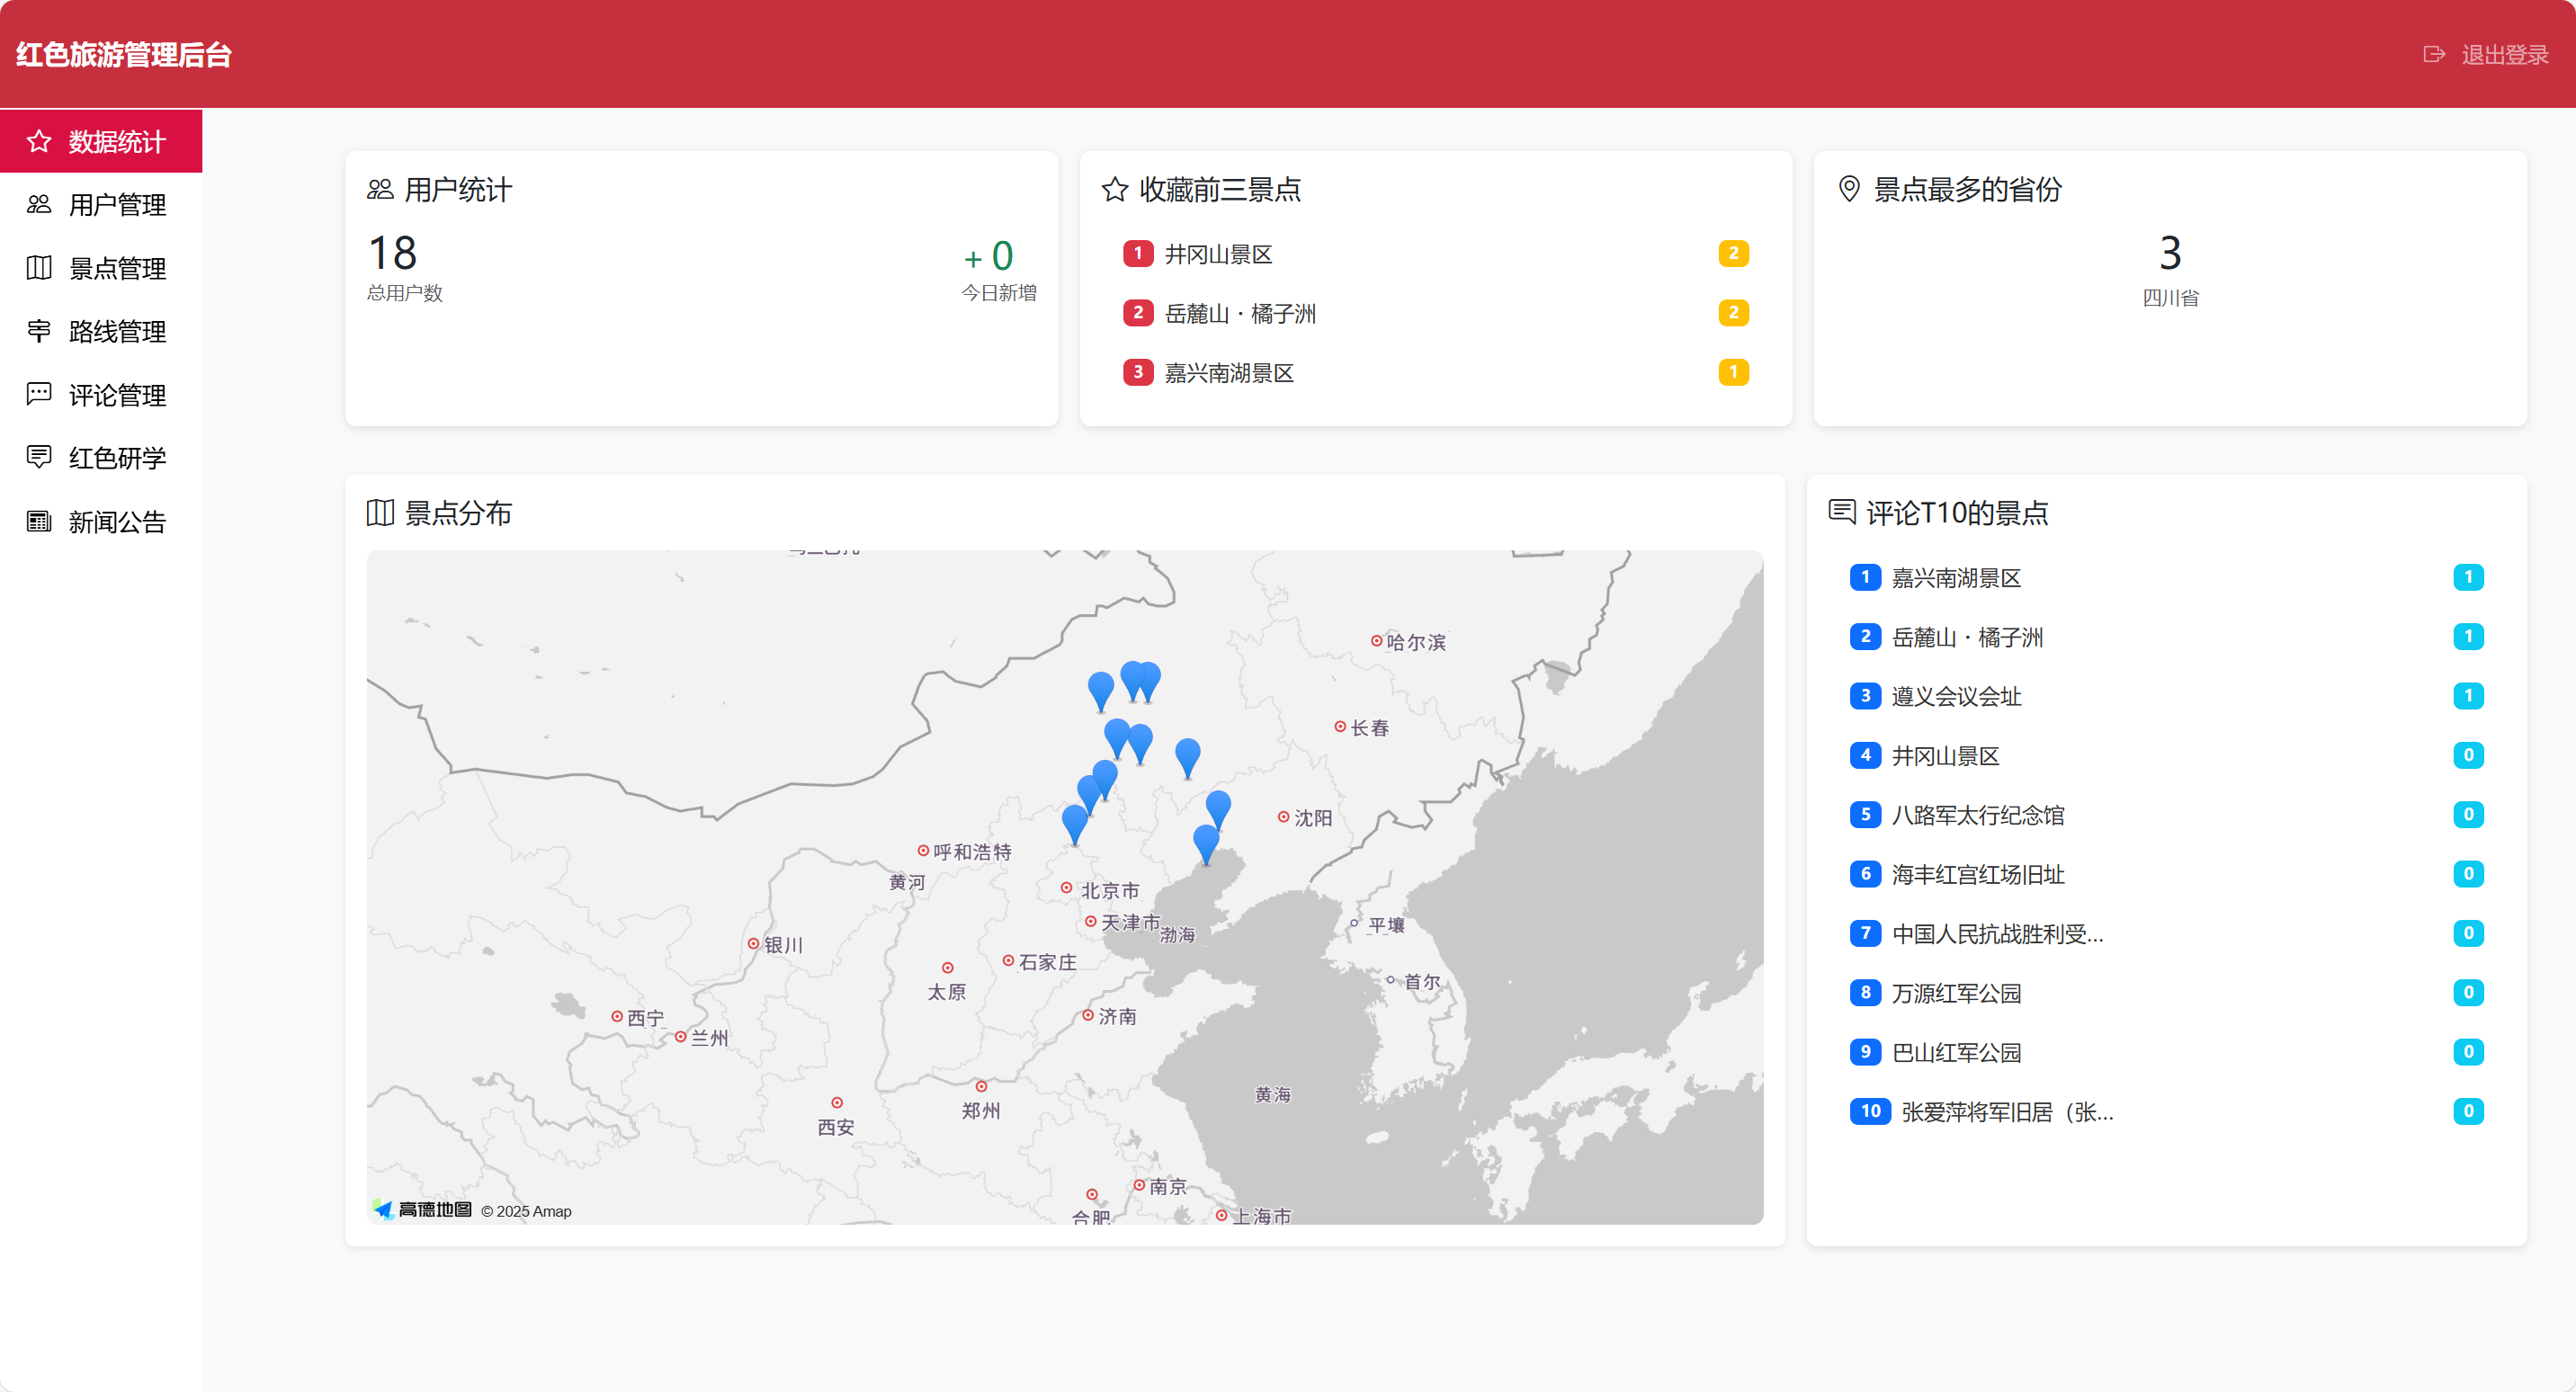 红色旅游管理后台
退出登录
数据统计
用户管理
景点管理
路线管理
评论管理
红色研学
新闻公告
用户统计
18
总用户数
+ 0
今日新增
收藏前三景点
1 井冈山景区 2
2 岳麓山·橘子洲 2
3 嘉兴南湖景区 1
景点最多的省份
3
四川省
景点分布
哈尔滨
长春
沈阳
呼和浩特
黄河
北京市
天津市
渤海
平壤
银川
石家庄
太原
首尔
西宁
济南
兰州
黄海
郑州
西安
南京
合肥
上海市
高德地图 © 2025 Amap
评论T10的景点
1 嘉兴南湖景区 1
2 岳麓山·橘子洲 1
3 遵义会议会址 1
4 井冈山景区 0
5 八路军太行纪念馆 0
6 海丰红宫红场旧址 0
7 中国人民抗战胜利受... 0
8 万源红军公园 0
9 巴山红军公园 0
10 张爱萍将军旧居（张... 0